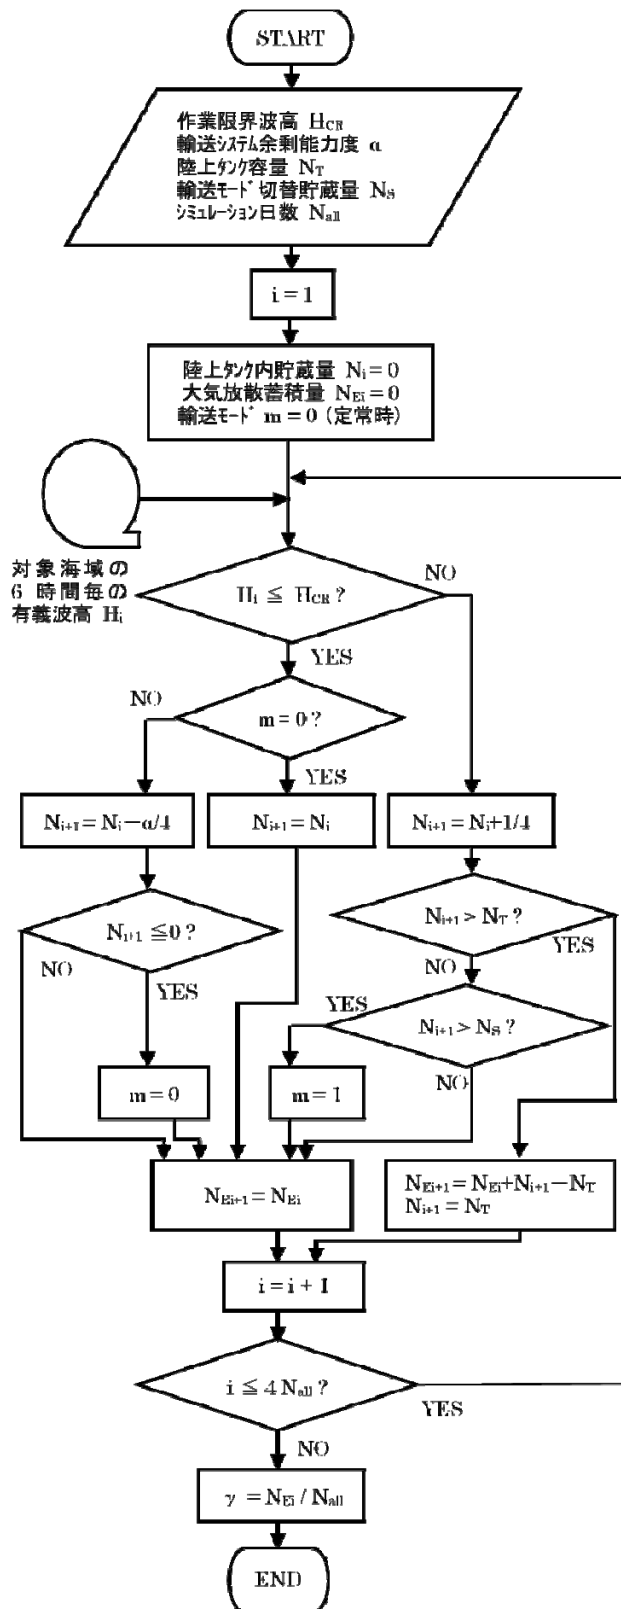 START
作業限界波高 H_CR
輸送システム余剰能力度 α
陸上タンク容量 N_T
輸送モード切替貯蔵量 N_S
シミュレーション日数 N_all
i = 1
陸上タンク内貯蔵量 N_i = 0
大気放散蓄積量 N_Ei = 0
輸送モード m = 0 (定常時)
対象海域の
6 時間毎の
有義波高 H_i
H_i ≦ H_CR ?
NO
YES
NO
m = 0 ?
YES
N_i+1 = N_i − α/4
N_i+1 = N_i
N_i+1 = N_i + 1/4
N_i+1 ≦ 0 ?
NO
YES
N_i+1 > N_T ?
YES
NO
YES
N_i+1 > N_S ?
NO
m = 0
m = 1
N_Ei+1 = N_Ei
N_Ei+1 = N_Ei + N_i+1 − N_T
N_i+1 = N_T
i = i + 1
i ≦ 4 N_all ?
YES
NO
γ = N_Ei / N_all
END